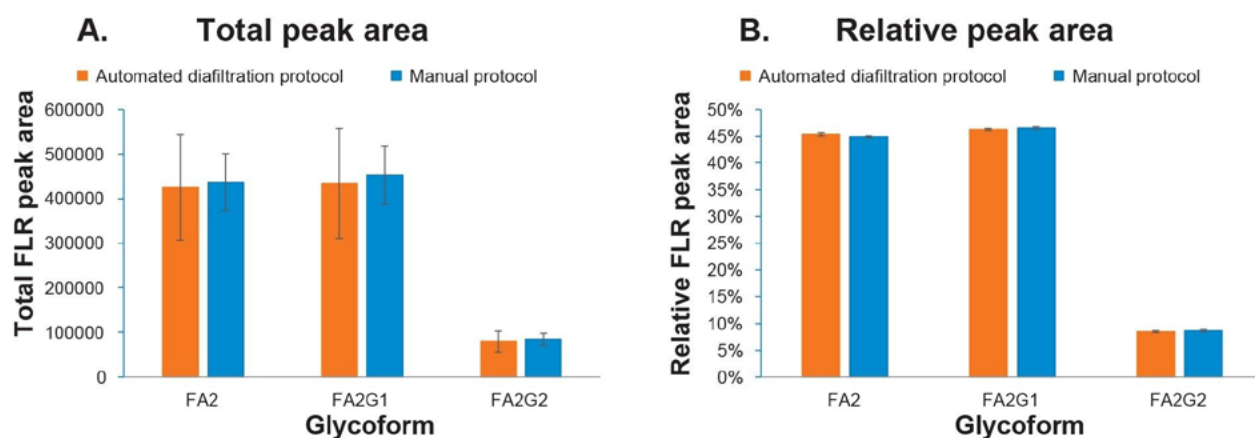 A. Total peak area
Automated diafiltration protocol Manual protocol
Total FLR peak area
600000
500000
400000
300000
200000
100000
0
FA2 FA2G1 FA2G2
Glycoform
B. Relative peak area
Automated diafiltration protocol Manual protocol
Relative FLR peak area
50%
45%
40%
35%
30%
25%
20%
15%
10%
5%
0%
FA2 FA2G1 FA2G2
Glycoform